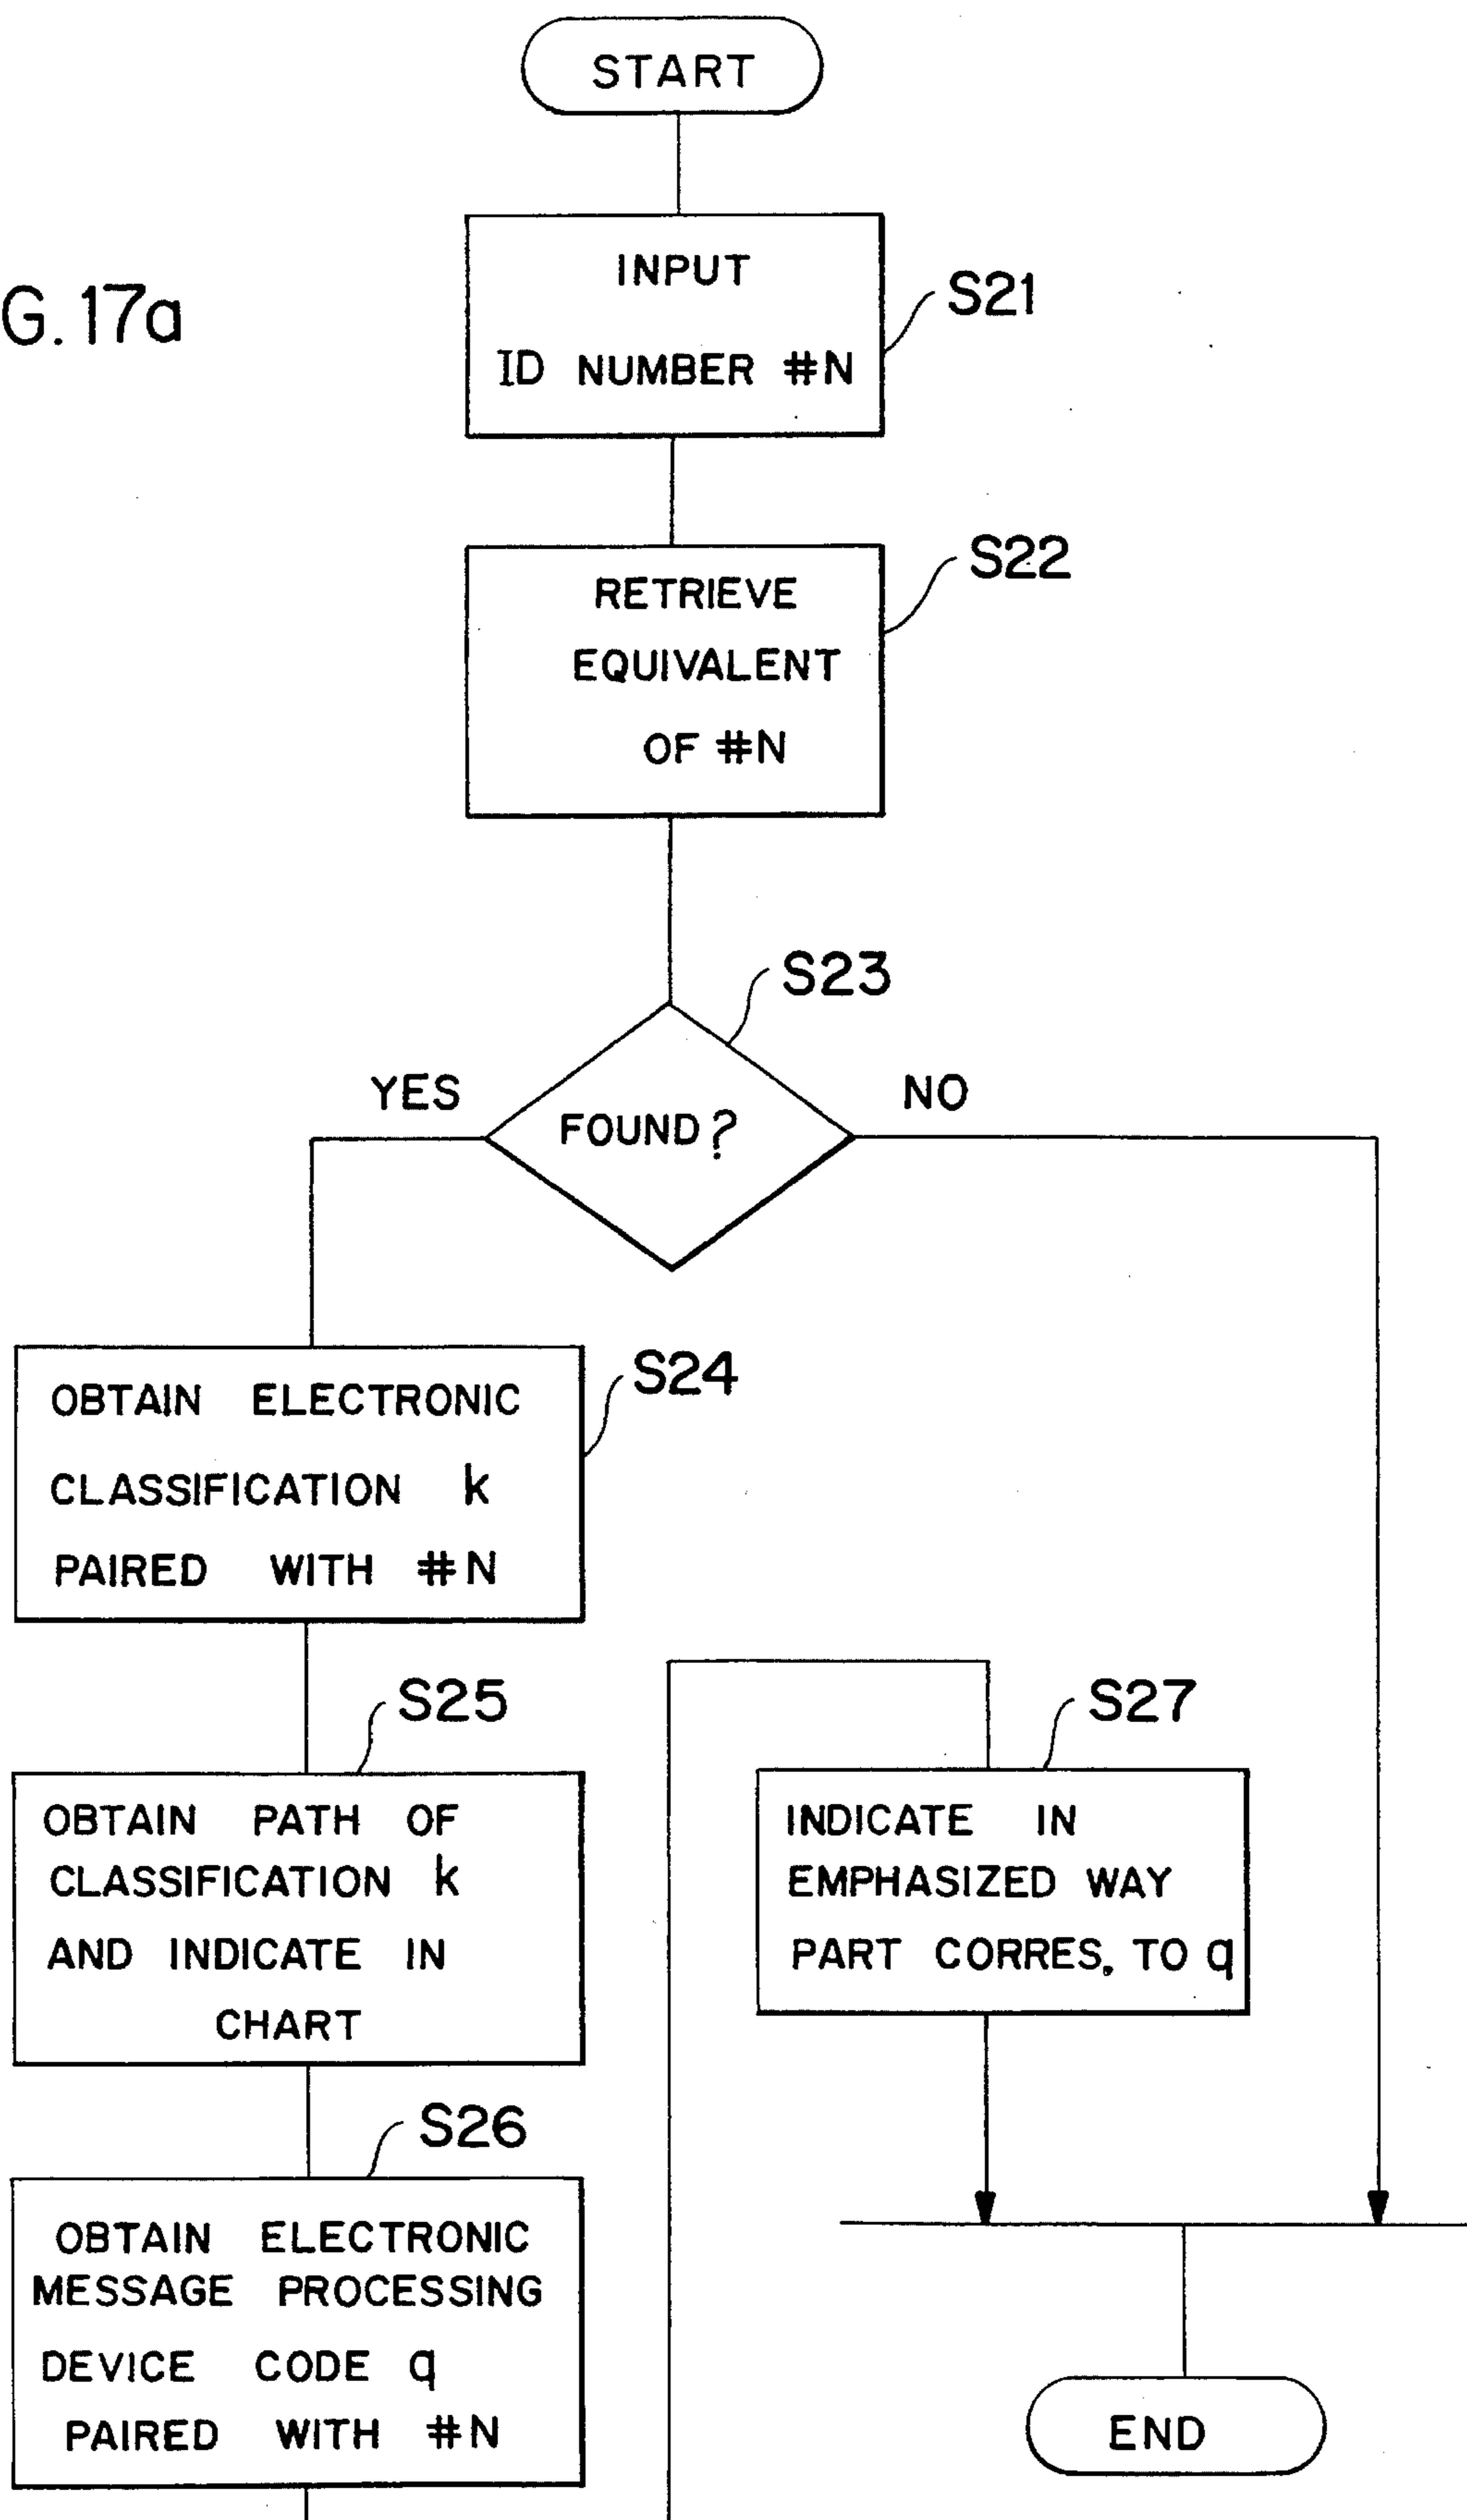 START
G. 17a
INPUT
ID NUMBER #N
S21
RETRIEVE
EQUIVALENT
OF #N
S22
S23
YES
FOUND?
NO
OBTAIN ELECTRONIC
CLASSIFICATION k
PAIRED WITH #N
S24
S25
OBTAIN PATH OF
CLASSIFICATION k
AND INDICATE IN
CHART
S27
INDICATE IN
EMPHASIZED WAY
PART CORRES. TO q
S26
OBTAIN ELECTRONIC
MESSAGE PROCESSING
DEVICE CODE q
PAIRED WITH #N
END